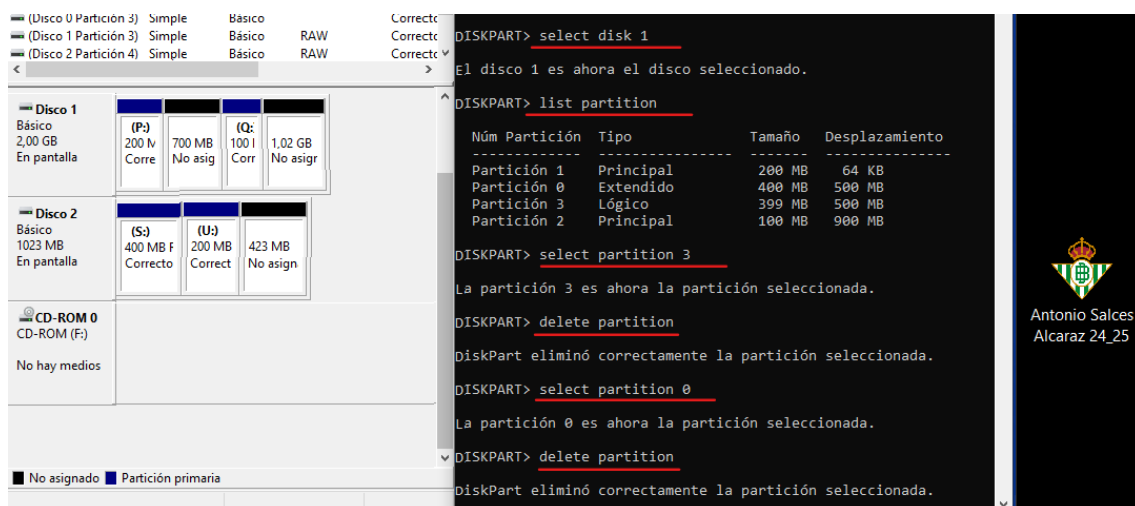 (Disco 0 Partición 3) Simple Básico Correctc
(Disco 1 Partición 3) Simple Básico RAW Correctc
(Disco 2 Partición 4) Simple Básico RAW Correctc
Disco 1
Básico
2,00 GB
En pantalla
(P:)
200 M
Corre
700 MB
No asig
(Q:
100 I
Corr
1,02 GB
No asigr
Disco 2
Básico
1023 MB
En pantalla
(S:)
400 MB F
Correcto
(U:)
200 MB
Correct
423 MB
No asign
CD-ROM 0
CD-ROM (F:)
No hay medios
No asignado Partición primaria
DISKPART> select disk 1
El disco 1 es ahora el disco seleccionado.
DISKPART> list partition
Núm Partición Tipo Tamaño Desplazamiento
------------- ---------------- ------- ---------------
Partición 1 Principal 200 MB 64 KB
Partición 0 Extendido 400 MB 500 MB
Partición 3 Lógico 399 MB 500 MB
Partición 2 Principal 100 MB 900 MB
DISKPART> select partition 3
La partición 3 es ahora la partición seleccionada.
DISKPART> delete partition
DiskPart eliminó correctamente la partición seleccionada.
DISKPART> select partition 0
La partición 0 es ahora la partición seleccionada.
DISKPART> delete partition
DiskPart eliminó correctamente la partición seleccionada.
Antonio Salces
Alcaraz 24_25